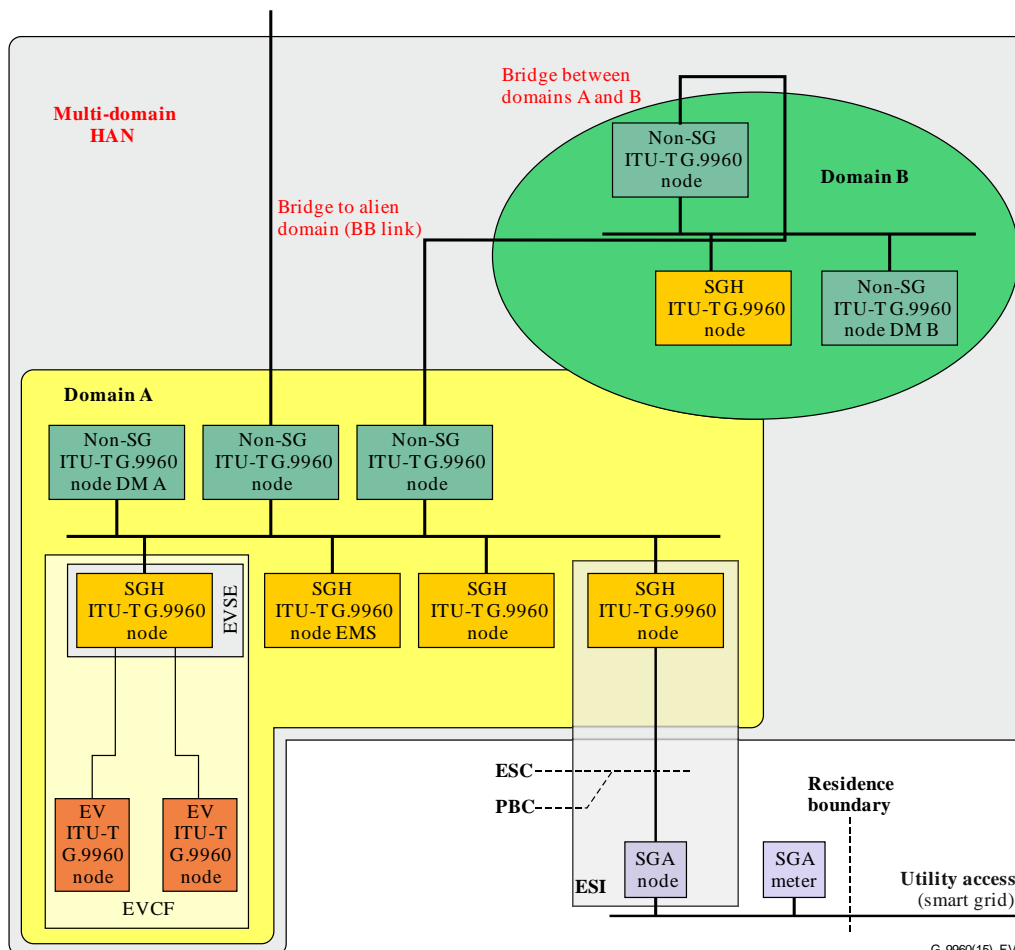 Multi-domain
HAN
Bridge between
domains A and B
Non-SG
ITU-T G.9960
node
Domain B
Bridge to alien
domain (BB link)
SGH
ITU-T G.9960
node
Non-SG
ITU-T G.9960
node DM B
Domain A
Non-SG
ITU-T G.9960
node DM A
Non-SG
ITU-T G.9960
node
Non-SG
ITU-T G.9960
node
SGH
ITU-T G.9960
node
EVSE
SGH
ITU-T G.9960
node EMS
SGH
ITU-T G.9960
node
SGH
ITU-T G.9960
node
ESC
PBC
Residence
boundary
EV
ITU-T
G.9960
node
EV
ITU-T
G.9960
node
EVCF
ESI
SGA
node
SGA
meter
Utility access
(smart grid)
G.9960(15)_EV